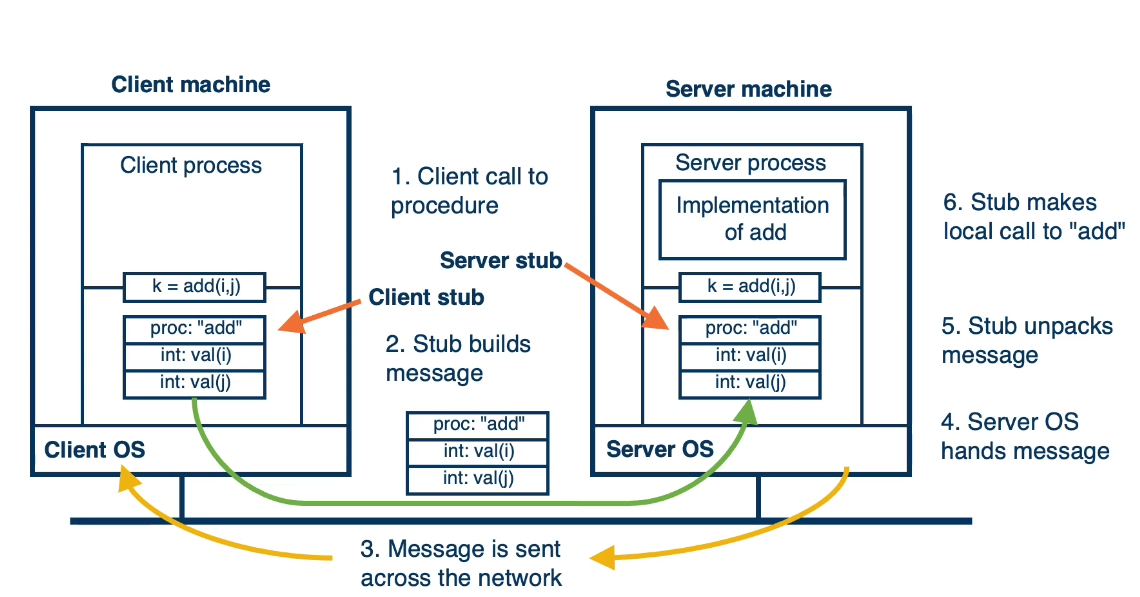 Client machine
Client process
k = add(i,j)
proc: "add"
int: val(i)
int: val(j)
Client OS
1. Client call to
procedure
Server stub
Client stub
2. Stub builds
message
proc: "add"
int: val(i)
int: val(j)
3. Message is sent
across the network
Server machine
Server process
Implementation
of add
k = add(i,j)
proc: "add"
int: val(i)
int: val(j)
Server OS
6. Stub makes
local call to "add"
5. Stub unpacks
message
4. Server OS
hands message